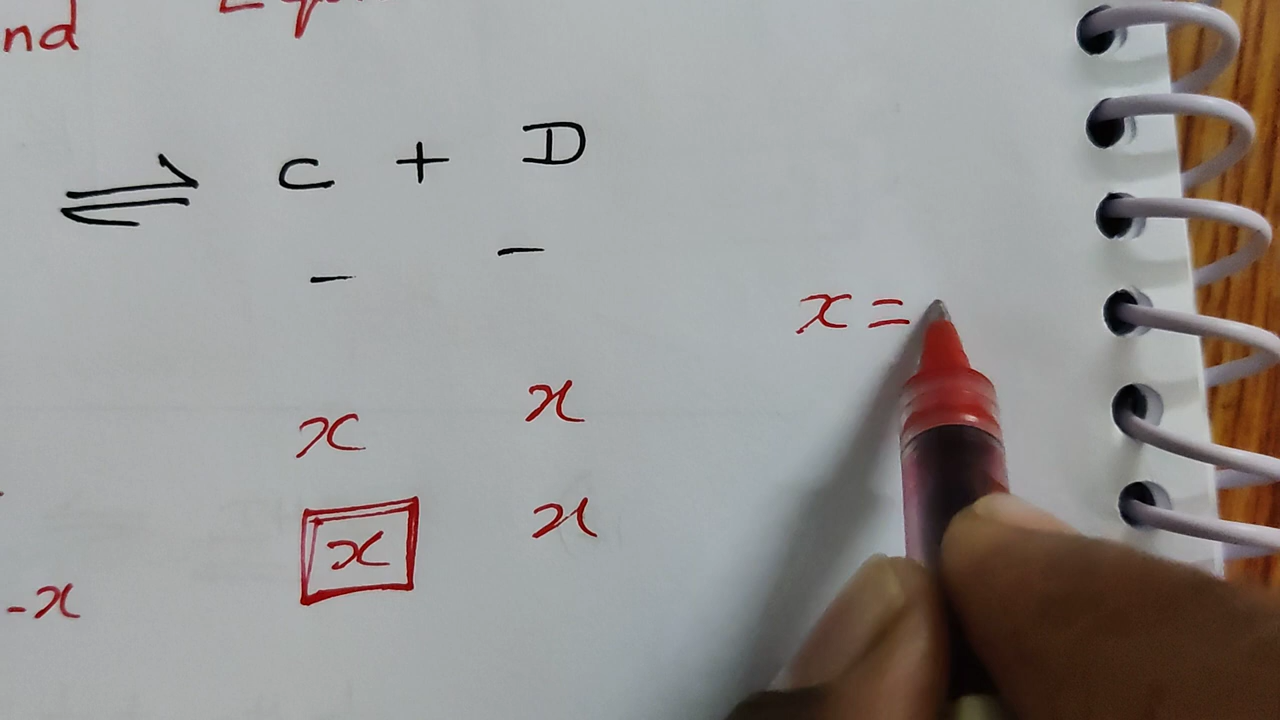 nd
⇌ C + D
- -
x =
x x
x x
-x